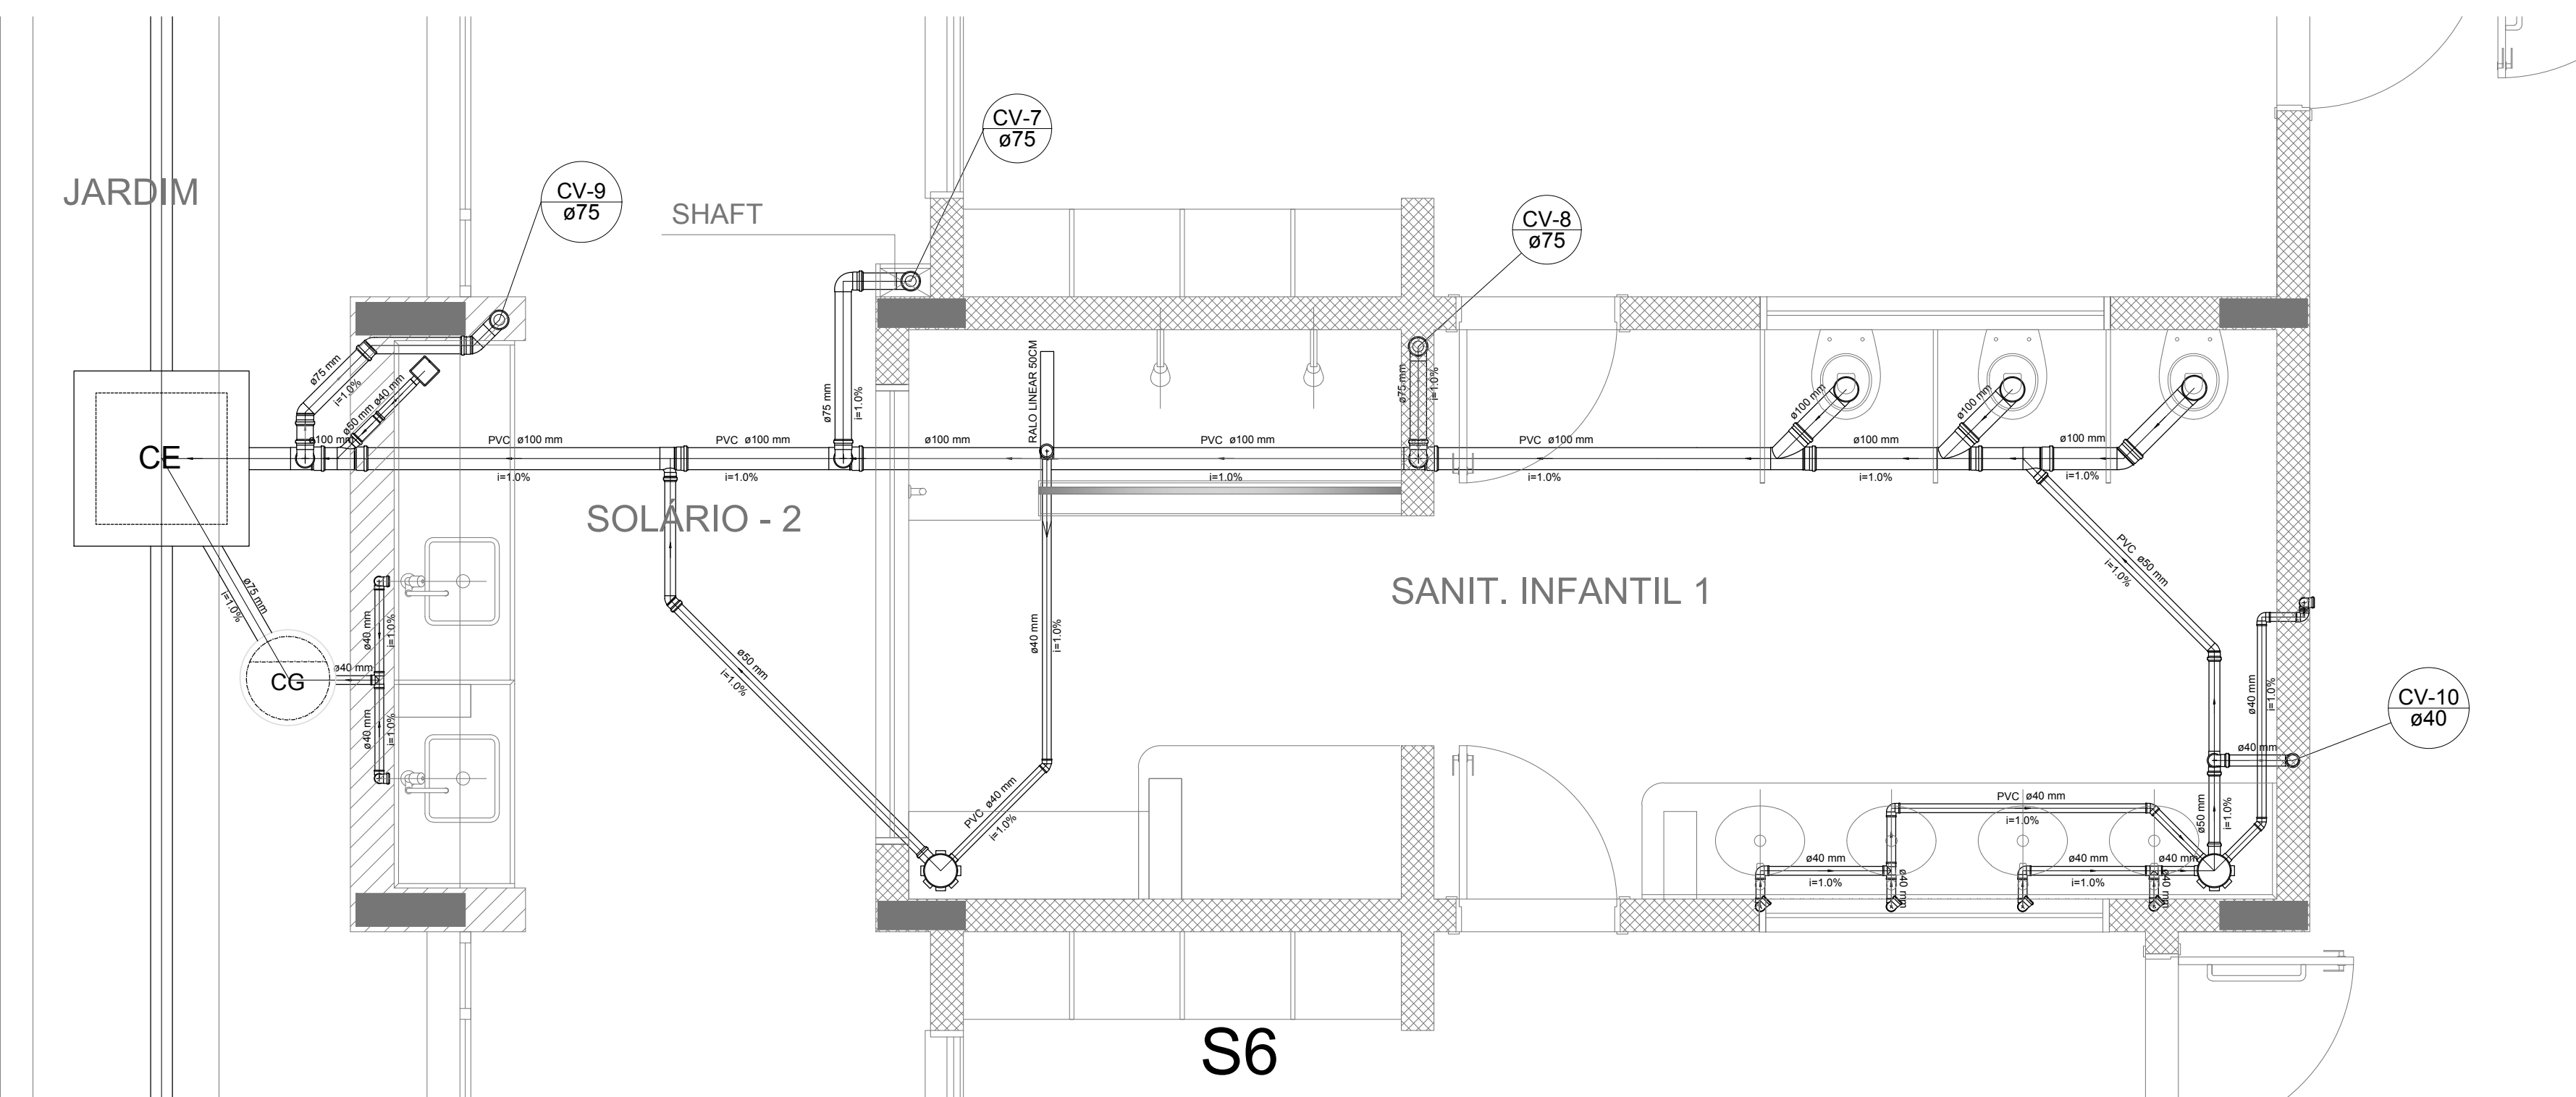 CV-7
ø75
CV-9
ø75
JARDIM
SHAFT
CV-8
ø75
ø75 mm
i=1.0%
ø50 mm
ø40 mm
ø100 mm
PVC ø100 mm
i=1.0%
PVC ø100 mm
i=1.0%
ø75 mm
i=1.0%
ø100 mm
RALO LINEAR 50CM
PVC ø100 mm
i=1.0%
ø75 mm
i=1.0%
PVC ø100 mm
i=1.0%
ø100 mm
ø100 mm
i=1.0%
ø100 mm
ø100 mm
i=1.0%
CE
SOLÁRIO - 2
SANIT. INFANTIL 1
PVC ø50 mm
i=1.0%
ø75 mm
i=1.0%
ø40 mm
i=1.0%
ø40 mm
CG
ø40 mm
i=1.0%
ø50 mm
i=1.0%
ø40 mm
i=1.0%
PVC ø40 mm
i=1.0%
ø40 mm
i=1.0%
CV-10
ø40
ø40 mm
PVC ø40 mm
i=1.0%
ø50 mm
i=1.0%
ø40 mm
i=1.0%
ø40 mm
ø40 mm
i=1.0%
ø40 mm
ø40 mm
S6